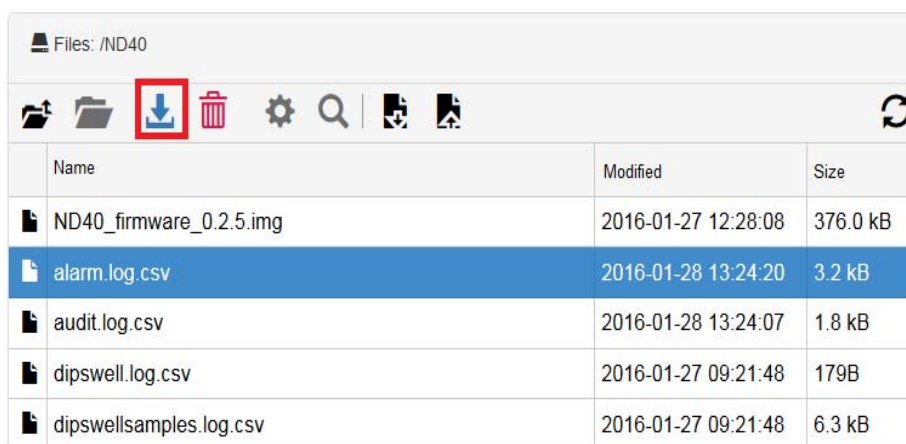 Files: /ND40
Name Modified Size
ND40_firmware_0.2.5.img 2016-01-27 12:28:08 376.0 kB
alarm.log.csv 2016-01-28 13:24:20 3.2 kB
audit.log.csv 2016-01-28 13:24:07 1.8 kB
dipswell.log.csv 2016-01-27 09:21:48 179B
dipswellsamples.log.csv 2016-01-27 09:21:48 6.3 kB